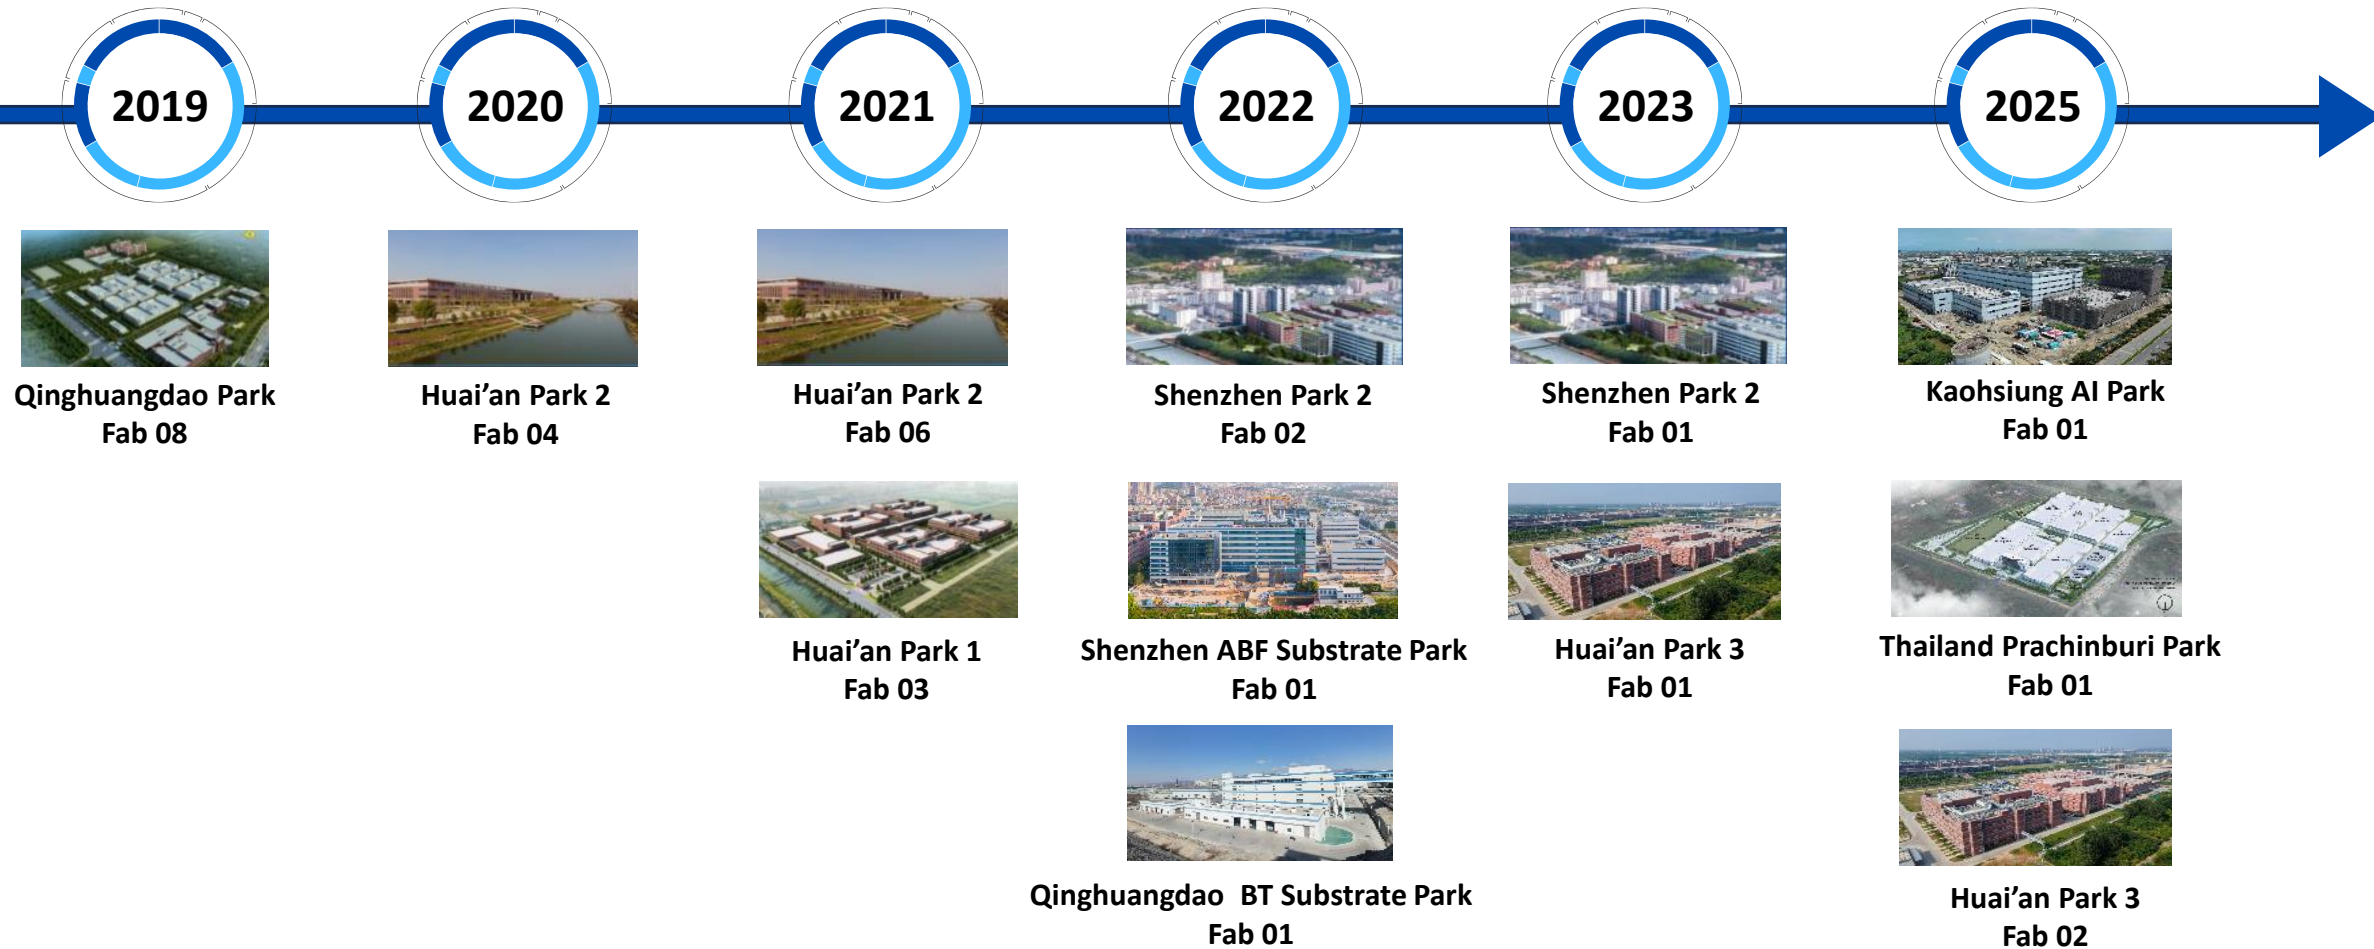 2019
2020
2021
2022
2023
2025
Qinghuangdao Park
Fab 08
Huai’an Park 2
Fab 04
Huai’an Park 2
Fab 06
Shenzhen Park 2
Fab 02
Shenzhen Park 2
Fab 01
Kaohsiung AI Park
Fab 01
Huai’an Park 1
Fab 03
Shenzhen ABF Substrate Park
Fab 01
Huai’an Park 3
Fab 01
Thailand Prachinburi Park
Fab 01
Qinghuangdao  BT Substrate Park
Fab 01
Huai’an Park 3
Fab 02